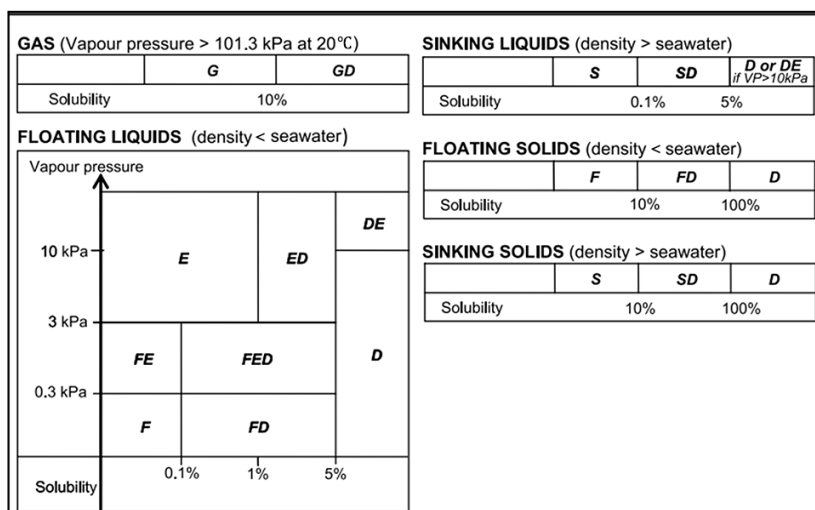 GAS (Vapour pressure > 101.3 kPa at 20℃)
G GD
Solubility 10%
FLOATING LIQUIDS (density < seawater)
Vapour pressure
10 kPa
3 kPa
0.3 kPa
E ED DE
FE FED D
F FD
0.1% 1% 5%
Solubility
SINKING LIQUIDS (density > seawater)
S SD D or DE
if VP>10kPa
Solubility 0.1% 5%
FLOATING SOLIDS (density < seawater)
F FD D
Solubility 10% 100%
SINKING SOLIDS (density > seawater)
S SD D
Solubility 10% 100%